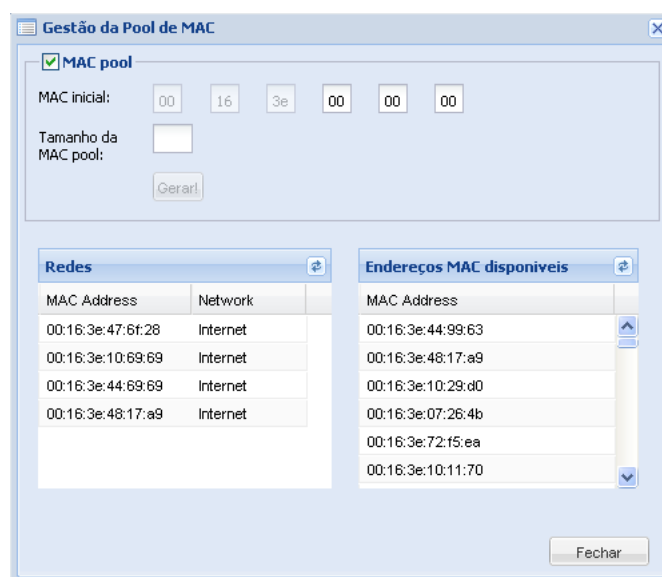 Gestão da Pool de MAC
MAC pool
MAC inicial: 00 16 3e 00 00 00
Tamanho da
MAC pool:
Gerar!
Redes
MAC Address Network
00:16:3e:47:6f:28 Internet
00:16:3e:10:69:69 Internet
00:16:3e:44:69:69 Internet
00:16:3e:48:17:a9 Internet
Endereços MAC disponiveis
MAC Address
00:16:3e:44:99:63
00:16:3e:48:17:a9
00:16:3e:10:29:d0
00:16:3e:07:26:4b
00:16:3e:72:f5:ea
00:16:3e:10:11:70
Fechar